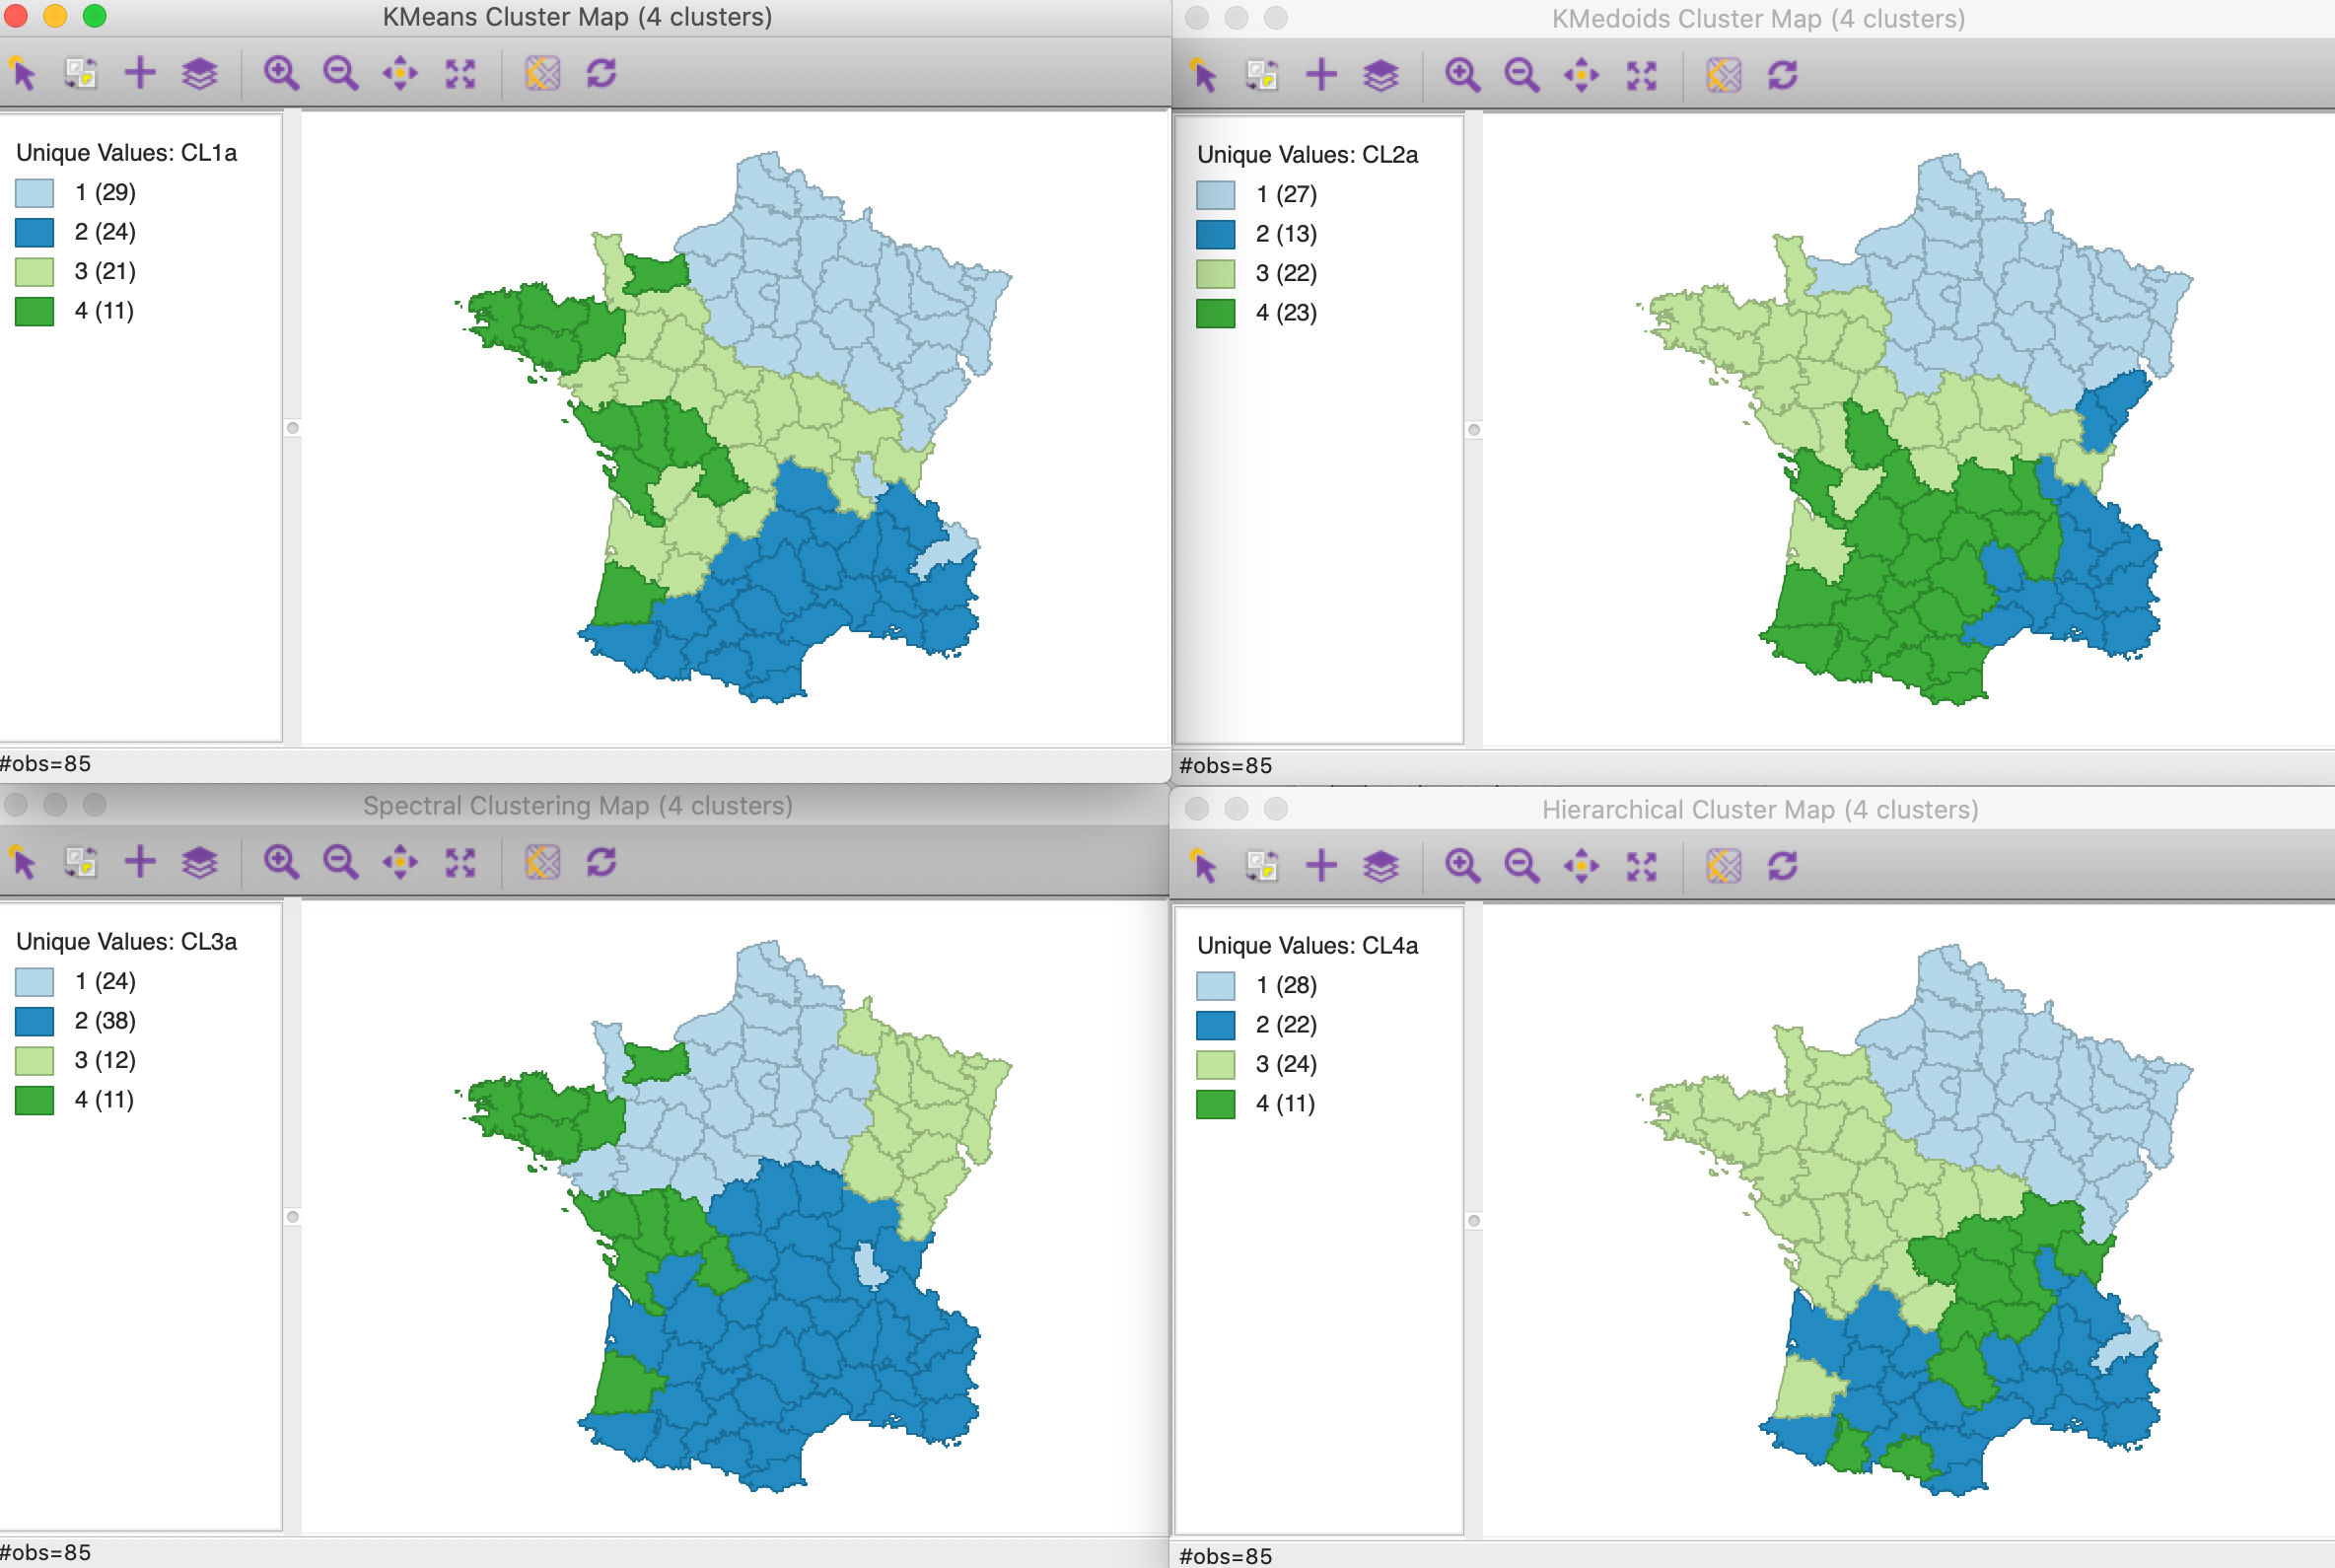 KMeans Cluster Map (4 clusters)
Unique Values: CL1a
1 (29)
2 (24)
3 (21)
4 (11)
#obs=85
KMedoids Cluster Map (4 clusters)
Unique Values: CL2a
1 (27)
2 (13)
3 (22)
4 (23)
#obs=85
Spectral Clustering Map (4 clusters)
Unique Values: CL3a
1 (24)
2 (38)
3 (12)
4 (11)
#obs=85
Hierarchical Cluster Map (4 clusters)
Unique Values: CL4a
1 (28)
2 (22)
3 (24)
4 (11)
#obs=85